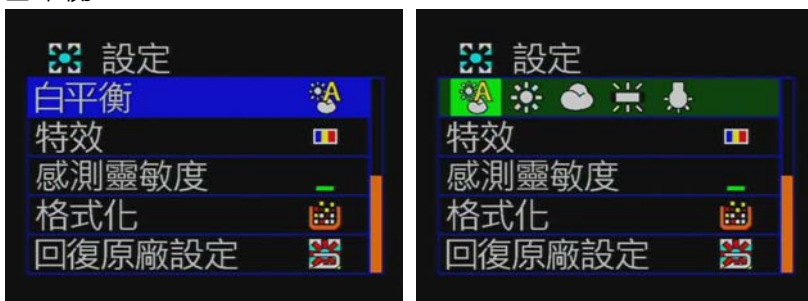 設定
白平衡
特效
感測靈敏度
格式化
回復原廠設定
設定
特效
感測靈敏度
格式化
回復原廠設定